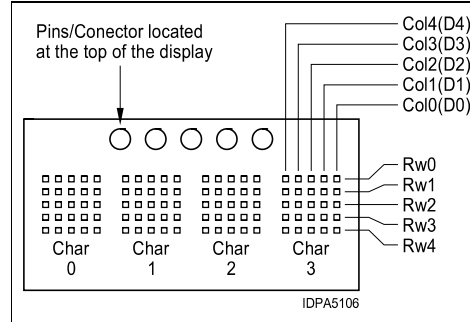 Pins/Conector located
at the top of the display
Col4(D4)
Col3(D3)
Col2(D2)
Col1(D1)
Col0(D0)
Rw0
Rw1
Rw2
Rw3
Rw4
Char Char Char Char
0 1 2 3
IDPA5106